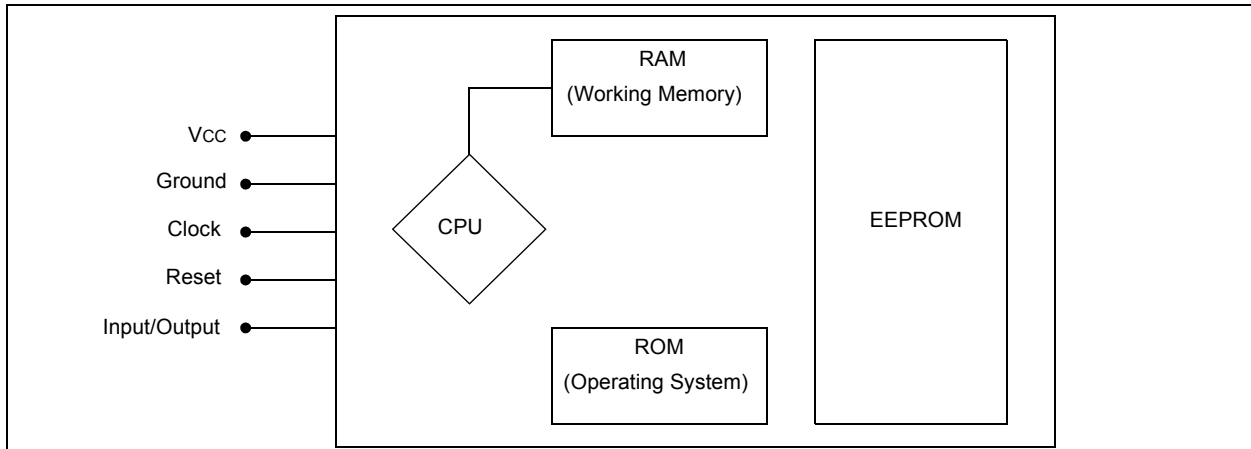 VCC
Ground
Clock
Reset
Input/Output
CPU
RAM
(Working Memory)
ROM
(Operating System)
EEPROM